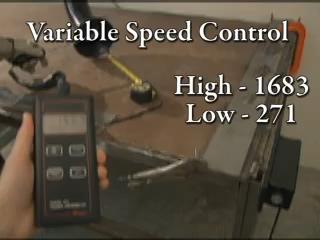 Variable Speed Control
High - 1683
Low - 271